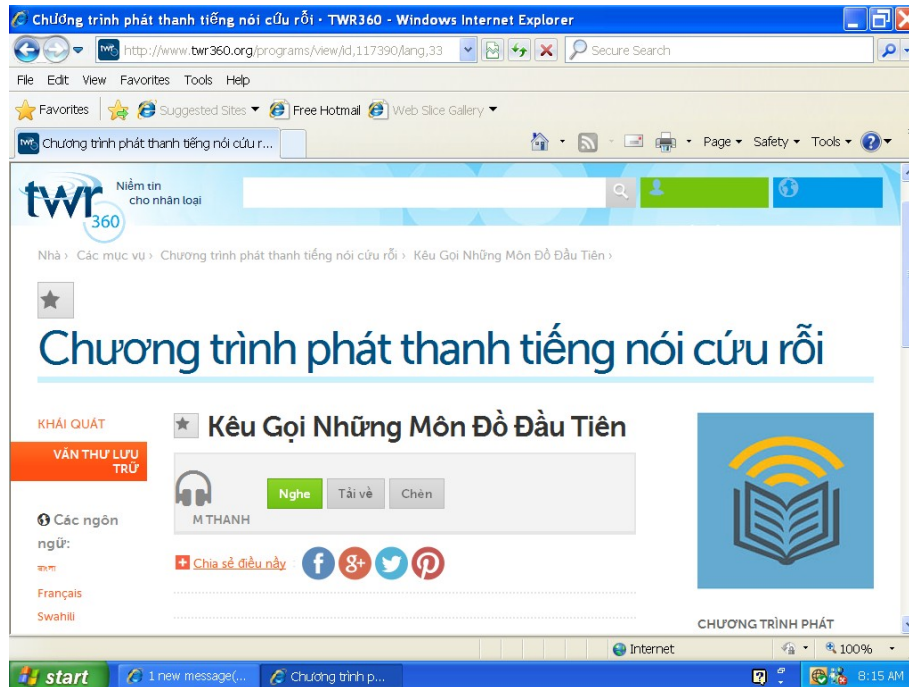 Chương trình phát thanh tiếng nói cứu rỗi • TWR360 - Windows Internet Explorer
http://www.twr360.org/programs/view/id,117390/lang,33
Secure Search
File Edit View Favorites Tools Help
Favorites Suggested Sites Free Hotmail Web Slice Gallery
Chương trình phát thanh tiếng nói cứu r... Page Safety Tools
twr360
Niềm tin
cho nhân loại
Nhà › Các mục vụ › Chương trình phát thanh tiếng nói cứu rỗi › Kêu Gọi Những Môn Đồ Đầu Tiên ›
Chương trình phát thanh tiếng nói cứu rỗi
KHÁI QUÁT
VĂN THƯ LƯU
TRỮ
Các ngôn
ngữ:
বাংলা
Français
Swahili
Kêu Gọi Những Môn Đồ Đầu Tiên
M THANH
Nghe Tải về Chèn
Chia sẻ điều nầy
CHƯƠNG TRÌNH PHÁT
Internet 100%
start 1 new message(... Chương trình p... 8:15 AM